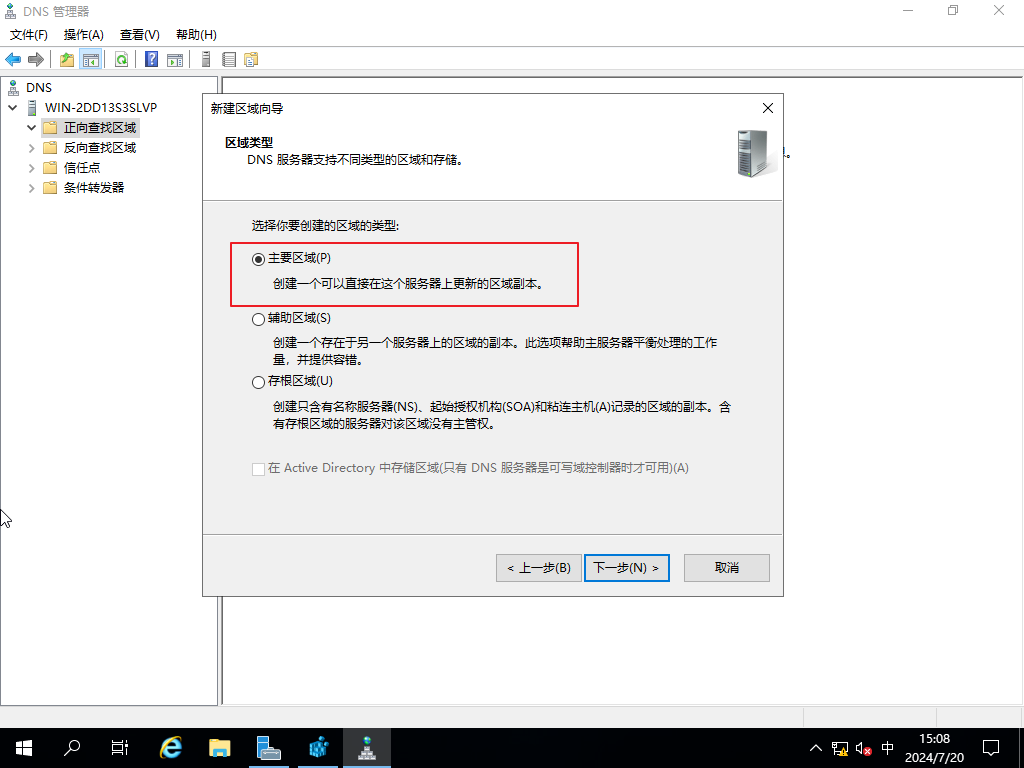 DNS 管理器
文件(F) 操作(A) 查看(V) 帮助(H)
DNS
WIN-2DD13S3SLVP
正向查找区域
反向查找区域
信任点
条件转发器
新建区域向导
区域类型
DNS 服务器支持不同类型的区域和存储。
选择你要创建的区域的类型:
主要区域(P)
创建一个可以直接在这个服务器上更新的区域副本。
辅助区域(S)
创建一个存在于另一个服务器上的区域的副本。此选项帮助主服务器平衡处理的工作
量，并提供容错。
存根区域(U)
创建只含有名称服务器(NS)、起始授权机构(SOA)和粘连主机(A)记录的区域的副本。含
有存根区域的服务器对该区域没有主管权。
在 Active Directory 中存储区域(只有 DNS 服务器是可写域控制器时才可用)(A)
< 上一步(B) 下一步(N) > 取消
中
15:08
2024/7/20